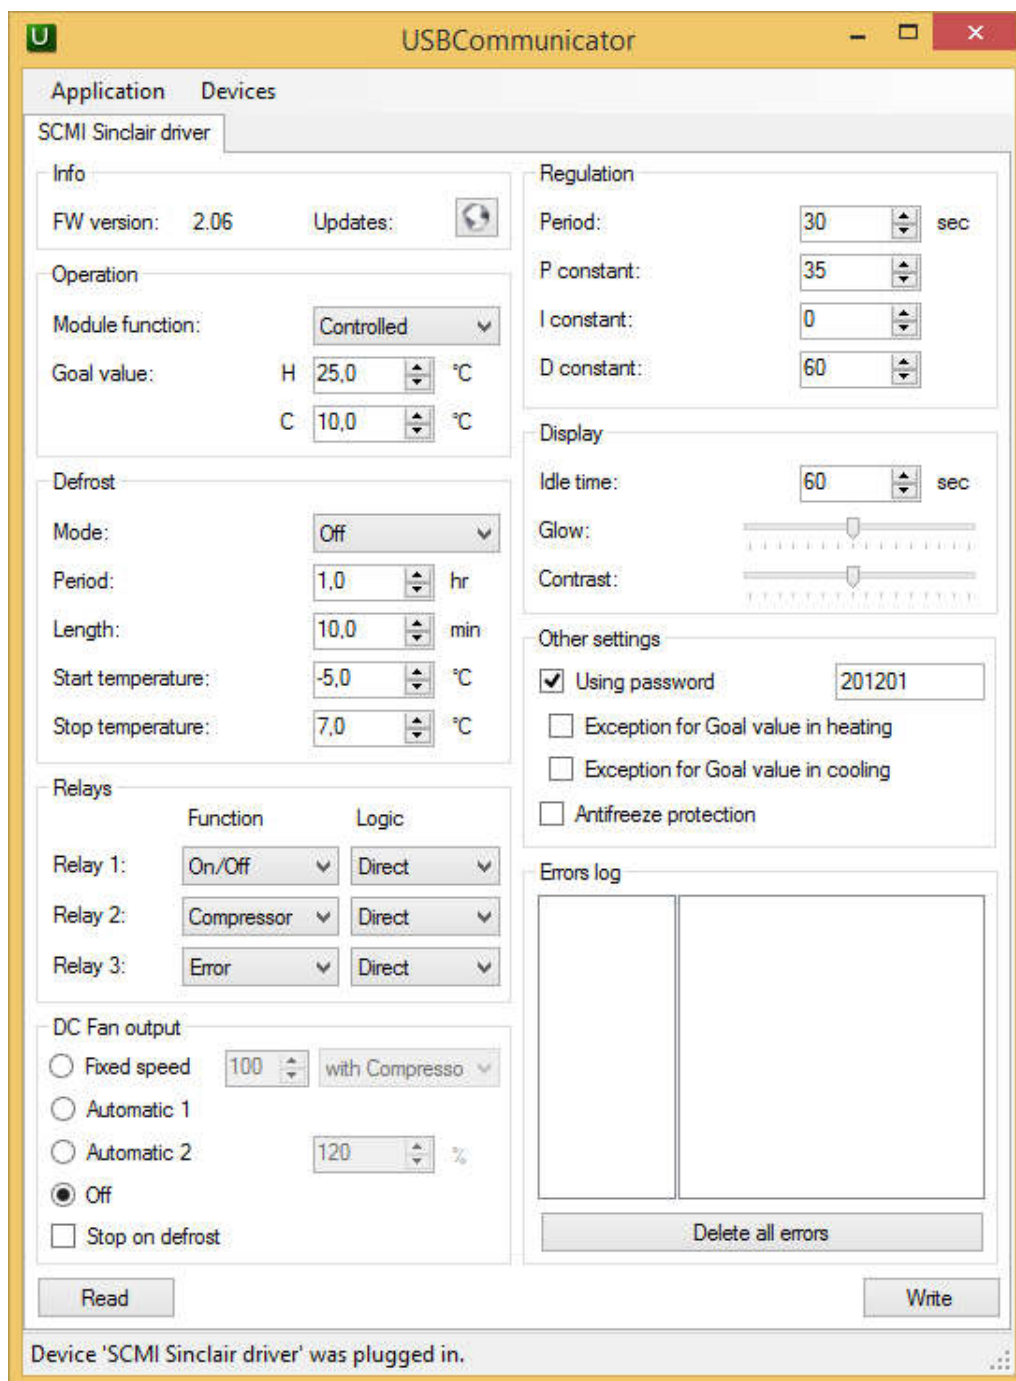 U
USBCommunicator
Application Devices
SCMI Sinclair driver
Info
FW version: 2.06 Updates:
Operation
Module function: Controlled
Goal value: H 25,0 °C
C 10,0 °C
Defrost
Mode: Off
Period: 1,0 hr
Length: 10,0 min
Start temperature: -5,0 °C
Stop temperature: 7,0 °C
Relays
Function Logic
Relay 1: On/Off Direct
Relay 2: Compressor Direct
Relay 3: Error Direct
DC Fan output
Fixed speed 100 with Compresso
Automatic 1
Automatic 2 120 %
Off
Stop on defrost
Read
Regulation
Period: 30 sec
P constant: 35
I constant: 0
D constant: 60
Display
Idle time: 60 sec
Glow:
Contrast:
Other settings
Using password 201201
Exception for Goal value in heating
Exception for Goal value in cooling
Antifreeze protection
Errors log
Delete all errors
Write
Device 'SCMI Sinclair driver' was plugged in.